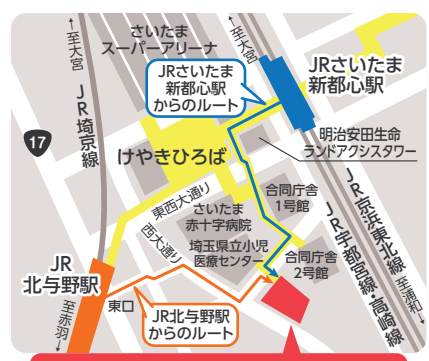 ←至大宮
さいたま
スーパーアリーナ
←至大宮
JRさいたま
新都心駅
からのルート
JRさいたま
新都心駅
17
JR埼京線
けやきひろば
明治安田生命
ランドアクシスタワー
東西大通り
合同庁舎
1号館
さいたま
赤十字病院
西大通り
埼玉県立小児
医療センター
合同庁舎
2号館
JR京浜東北線
JR宇都宮線・高崎線
至浦和→
JR
北与野駅
東口
至赤羽→
JR北与野駅
からのルート